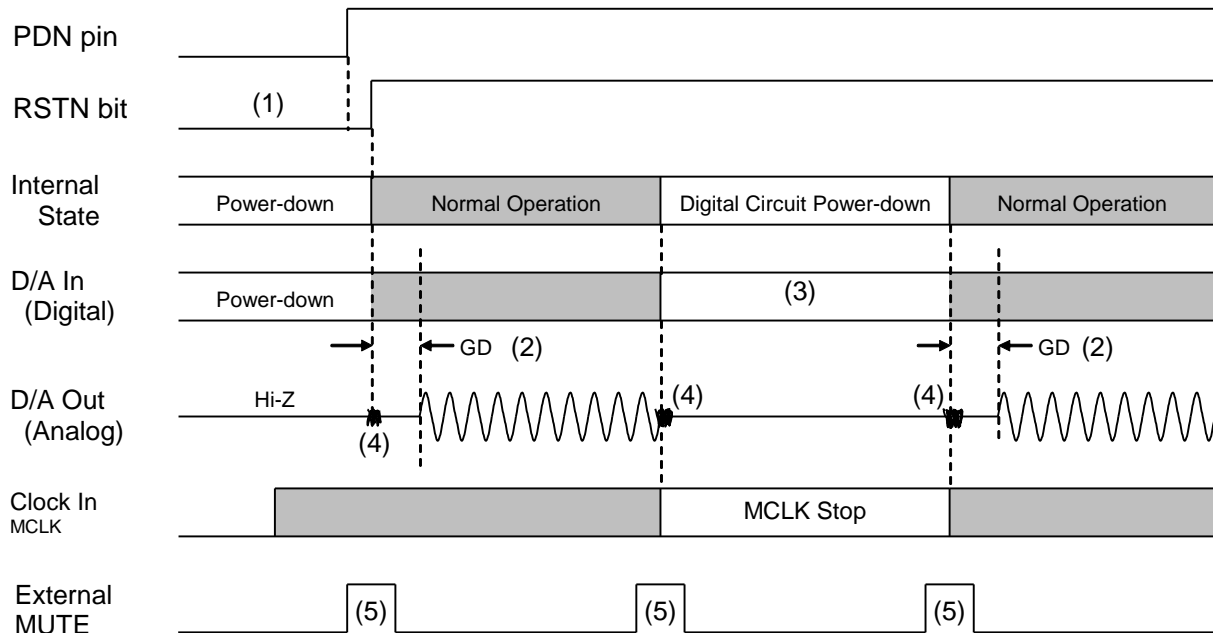 PDN pin
RSTN bit
(1)
Internal
State
Power-down
Normal Operation
Digital Circuit Power-down
Normal Operation
D/A In
(Digital)
Power-down
(3)
GD (2)
GD (2)
D/A Out
(Analog)
Hi-Z
(4)
(4)
(4)
Clock In
MCLK
MCLK Stop
External
MUTE
(5)
(5)
(5)